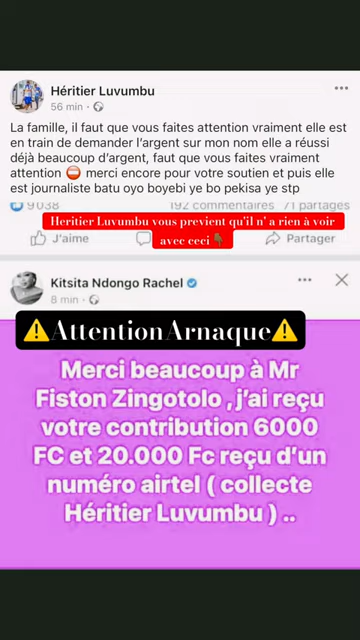 Héritier Luvumbu
56 min
La famille, il faut que vous faites attention vraiment elle est
en train de demander l'argent sur mon nom elle a réussi
déjà beaucoup d'argent, faut que vous faites vraiment
attention ⛔ merci encore pour votre soutien et puis elle
est journaliste batu oyo boyebi ye bo pekisa ye stp
9 038 192 commentaires 71 partages
Heritier Luvumbu vous previent qu'il n' a rien à voir
J'aime avec ceci👇🏿 Partager
Kitsita Ndongo Rachel
8 min
⚠️Attention Arnaque⚠️
Merci beaucoup à Mr
Fiston Zingotolo , j'ai reçu
votre contribution 6000
FC et 20.000 Fc reçu d'un
numéro airtel ( collecte
Héritier Luvumbu ) ..